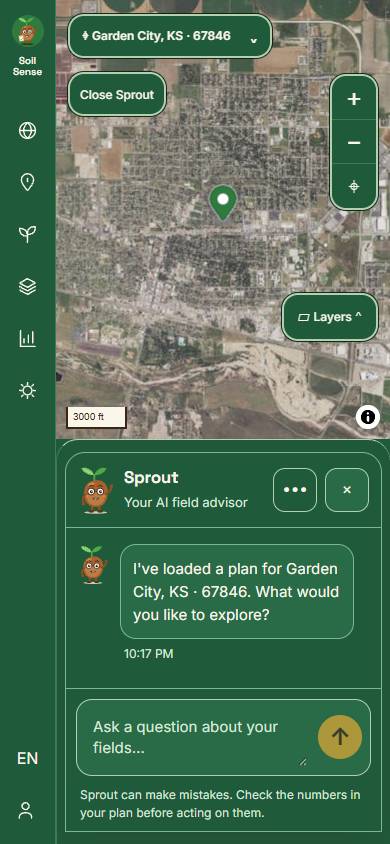 Soil
Sense
Garden City, KS · 67846
Close Sprout
+
−
Layers ^
3000 ft
Sprout
Your AI field advisor
•••
×
I've loaded a plan for Garden
City, KS · 67846. What would
you like to explore?
10:17 PM
Ask a question about your
fields...
EN
Sprout can make mistakes. Check the numbers in
your plan before acting on them.